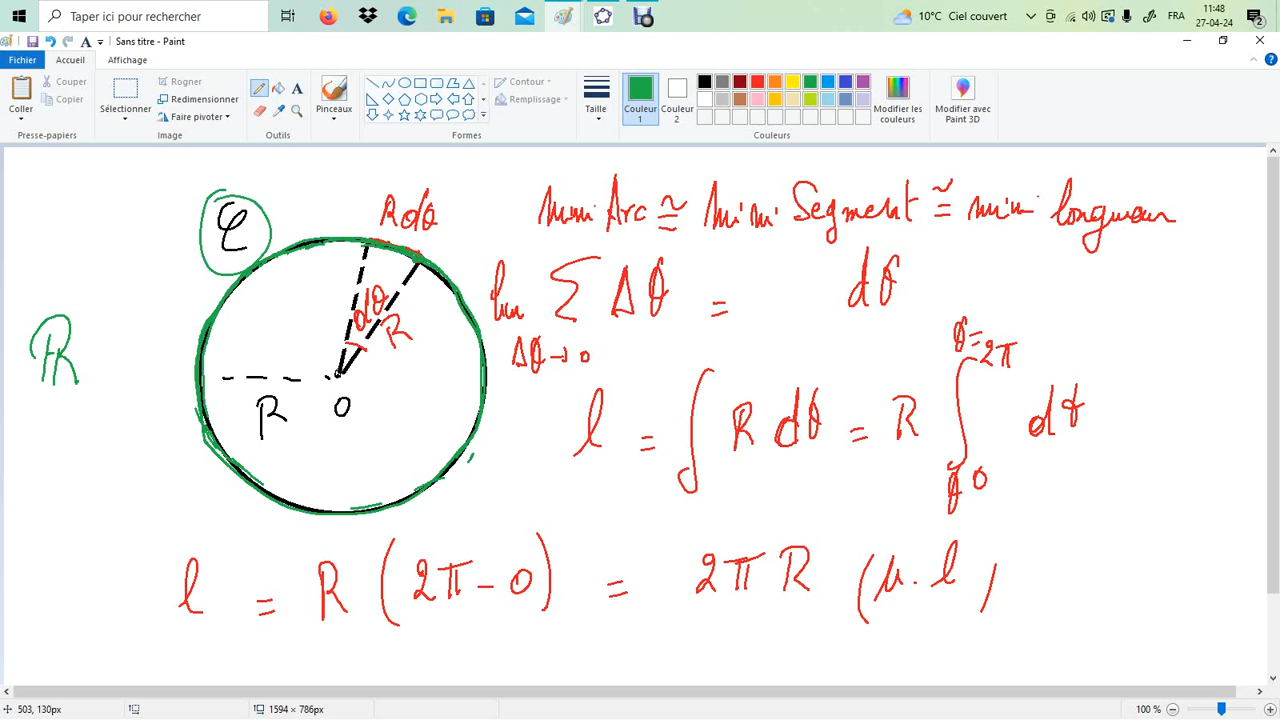 Taper ici pour rechercher
10°C Ciel couvert
FRA
11:48
27-04-24
2
Sans titre - Paint
Fichier
Accueil
Affichage
Coller
Couper
Copier
Presse-papiers
Sélectionner
Rogner
Redimensionner
Faire pivoter
Image
A
Outils
Pinceaux
Contour
Remplissage
Formes
Taille
Couleur 1
Couleur 2
Modifier les couleurs
Couleurs
Modifier avec Paint 3D
C
R dθ
mini Arc ≅ mini Segment ≅ mini longueur
dθ
R
lim Σ Δθ = dθ
Δθ → 0
R
R
O
l = ∫ R dθ = R ∫ dθ
θ = 2π
θ = 0
l = R (2π - 0) = 2πR (u.l)
503, 130px
1594 × 786px
100 %